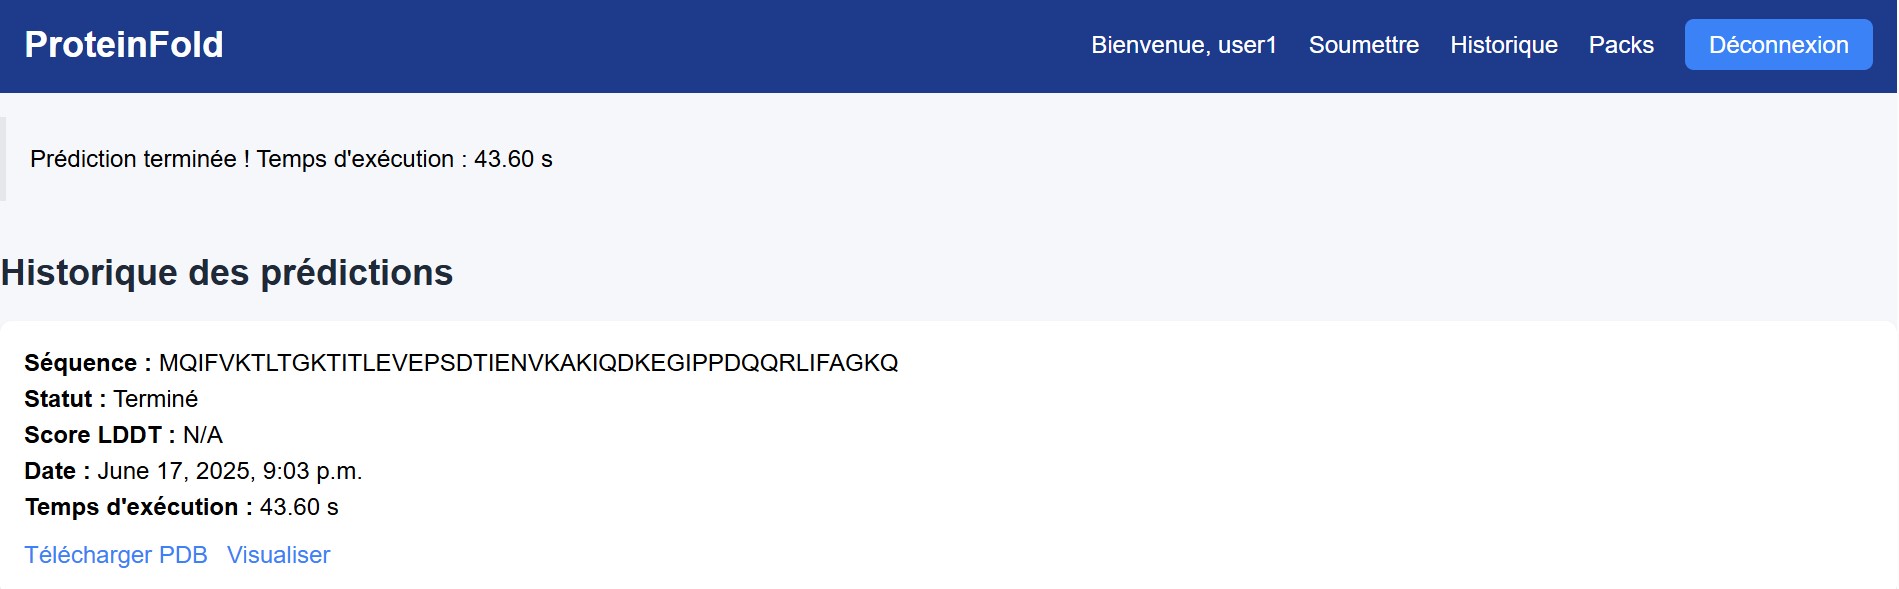 ProteinFold
Bienvenue, user1 Soumettre Historique Packs Déconnexion
Prédiction terminée ! Temps d'exécution : 43.60 s
Historique des prédictions
Séquence : MQIFVKTLTGKTITLEVEPSDTIENVKAKIQDKEGIPPDQQRLIFAGKQ
Statut : Terminé
Score LDDT : N/A
Date : June 17, 2025, 9:03 p.m.
Temps d'exécution : 43.60 s
Télécharger PDB Visualiser